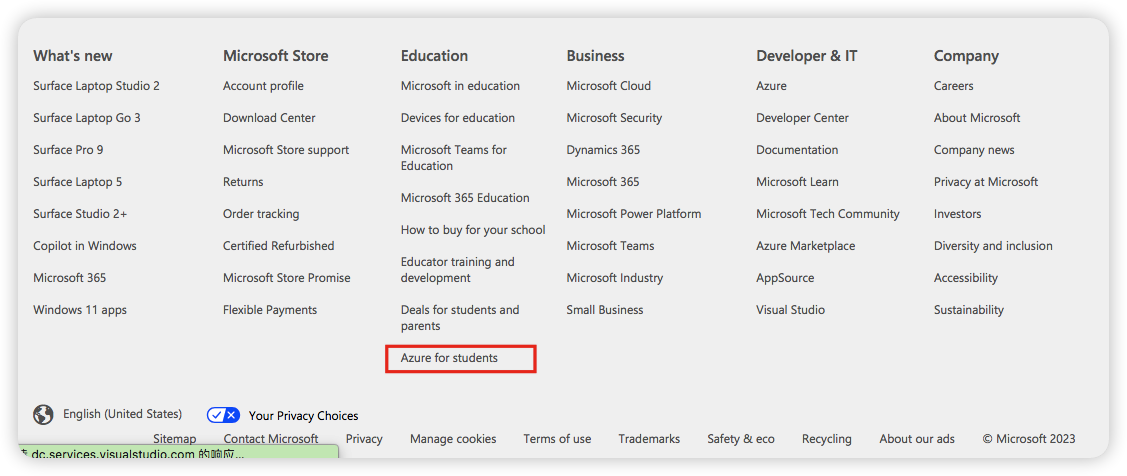 What's new
Surface Laptop Studio 2
Surface Laptop Go 3
Surface Pro 9
Surface Laptop 5
Surface Studio 2+
Copilot in Windows
Microsoft 365
Windows 11 apps
Microsoft Store
Account profile
Download Center
Microsoft Store support
Returns
Order tracking
Certified Refurbished
Microsoft Store Promise
Flexible Payments
Education
Microsoft in education
Devices for education
Microsoft Teams for
Education
Microsoft 365 Education
How to buy for your school
Educator training and
development
Deals for students and
parents
Azure for students
Business
Microsoft Cloud
Microsoft Security
Dynamics 365
Microsoft 365
Microsoft Power Platform
Microsoft Teams
Microsoft Industry
Small Business
Developer & IT
Azure
Developer Center
Documentation
Microsoft Learn
Microsoft Tech Community
Azure Marketplace
AppSource
Visual Studio
Company
Careers
About Microsoft
Company news
Privacy at Microsoft
Investors
Diversity and inclusion
Accessibility
Sustainability
English (United States)
Your Privacy Choices
Sitemap Contact Microsoft Privacy Manage cookies Terms of use Trademarks Safety & eco Recycling About our ads © Microsoft 2023
dc.services.visualstudio.com 的响应...